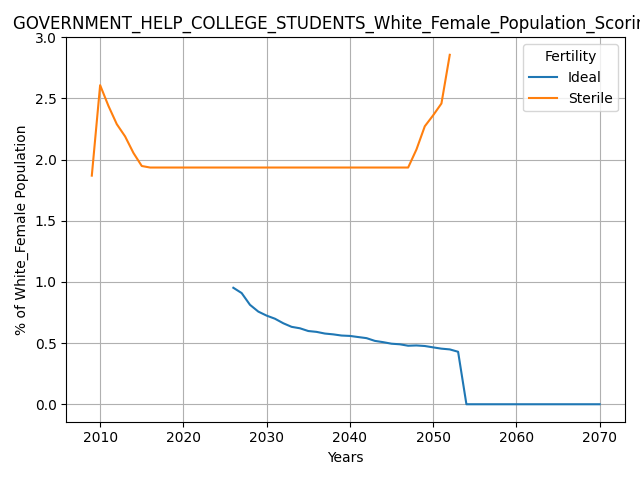 GOVERNMENT_HELP_COLLEGE_STUDENTS_White_Female_Population_Scorin
3.0
2.5
2.0
1.5
1.0
0.5
0.0
% of White_Female Population
Fertility
Ideal
Sterile
2010 2020 2030 2040 2050 2060 2070
Years